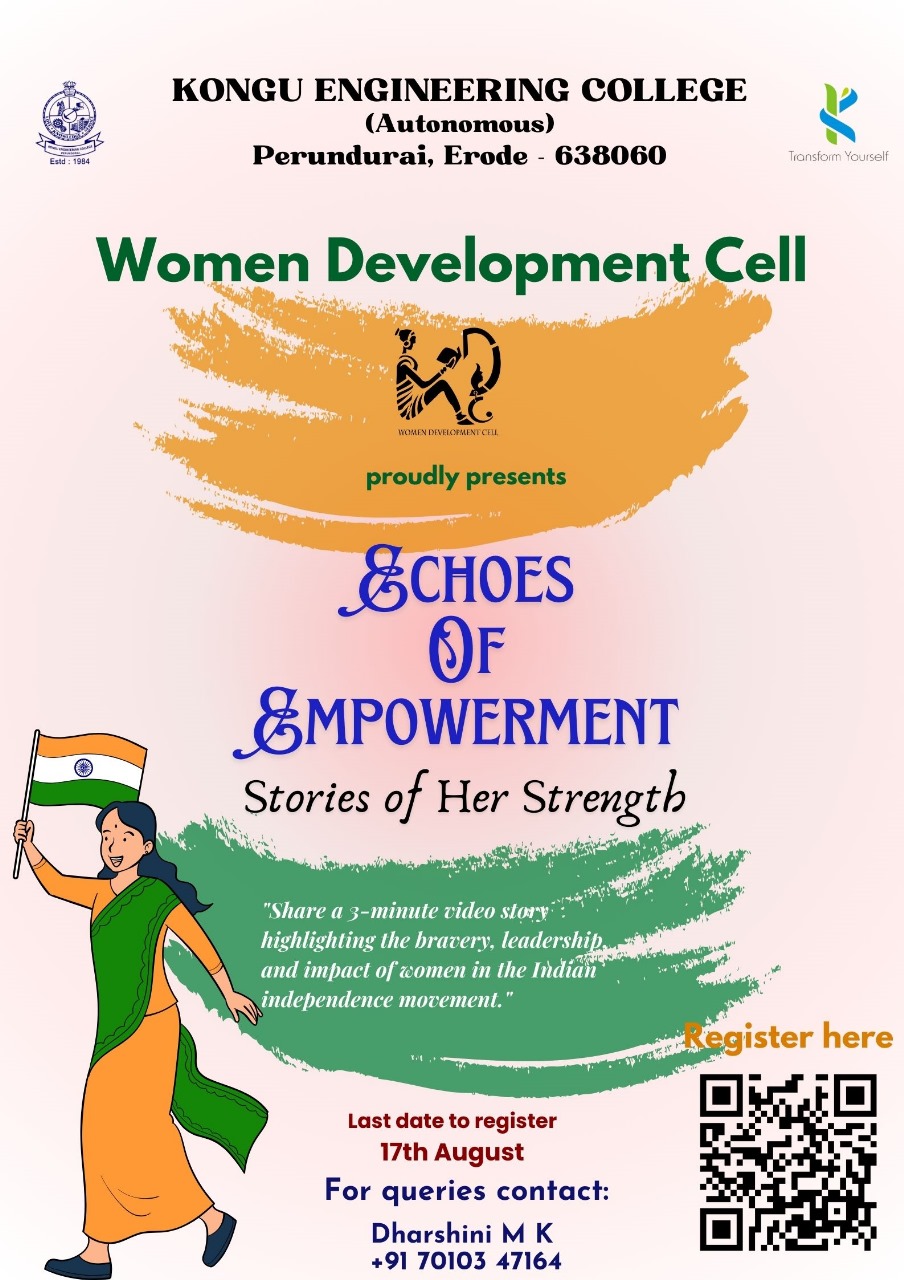 KONGU ENGINEERING COLLEGE
(Autonomous)
Perundurai, Erode - 638060
Estd : 1984
Transform Yourself
Women Development Cell
WOMEN DEVELOPMENT CELL
proudly presents
Echoes
Of
Empowerment
Stories of Her Strength
"Share a 3-minute video story
highlighting the bravery, leadership,
and impact of women in the Indian
independence movement."
Register here
Last date to register
17th August
For queries contact:
Dharshini M K
+91 70103 47164